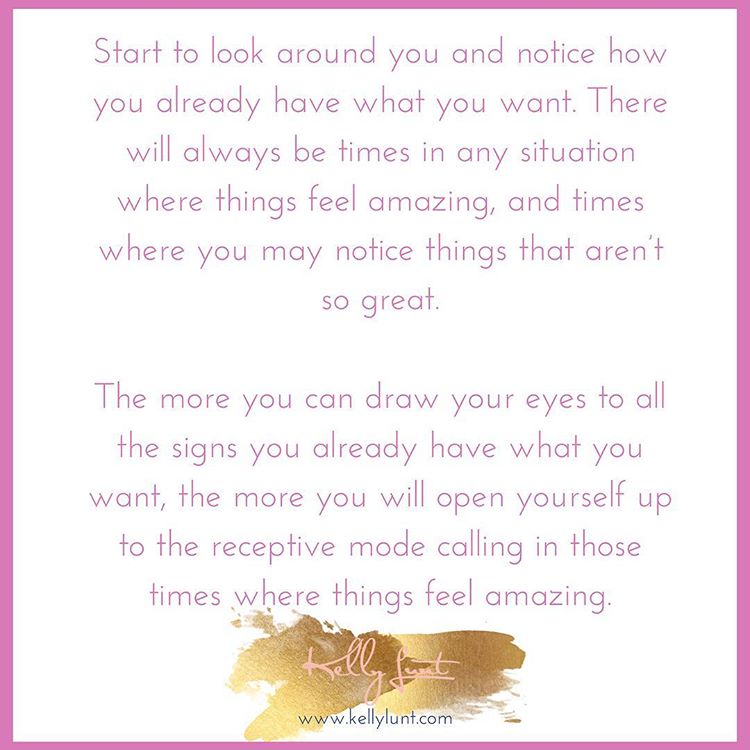 Start to look around you and notice how
you already have what you want. There
will always be times in any situation
where things feel amazing, and times
where you may notice things that aren't
so great.
The more you can draw your eyes to all
the signs you already have what you
want, the more you will open yourself up
to the receptive mode calling in those
times where things feel amazing.
Kelly Lunt
www.kellylunt.com